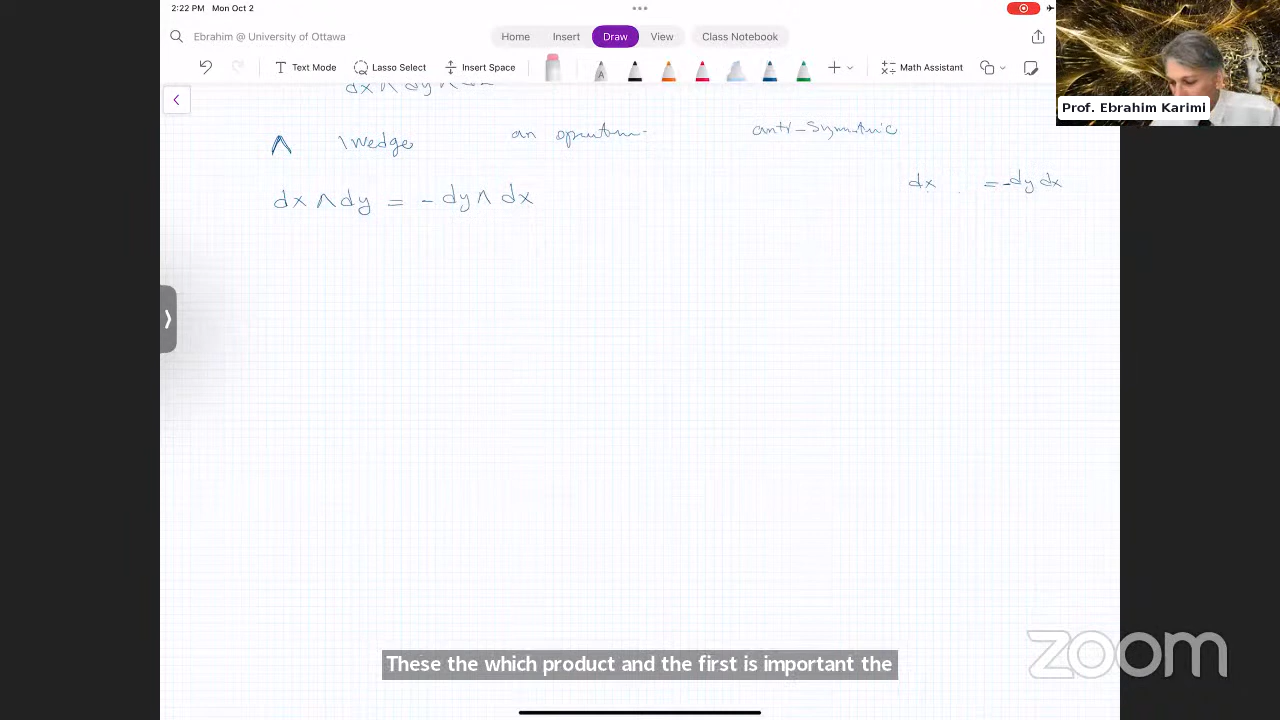 2:22 PM Mon Oct 2
Ebrahim @ University of Ottawa
Home Insert Draw View Class Notebook
Text Mode Lasso Select Insert Space Math Assistant
Prof. Ebrahim Karimi
dx ∧ dy ∧
∧ Wedge an anti-symmetric
dx = -dy dx
dx ∧ dy = - dy ∧ dx
These the which product and the first is important the
zoom